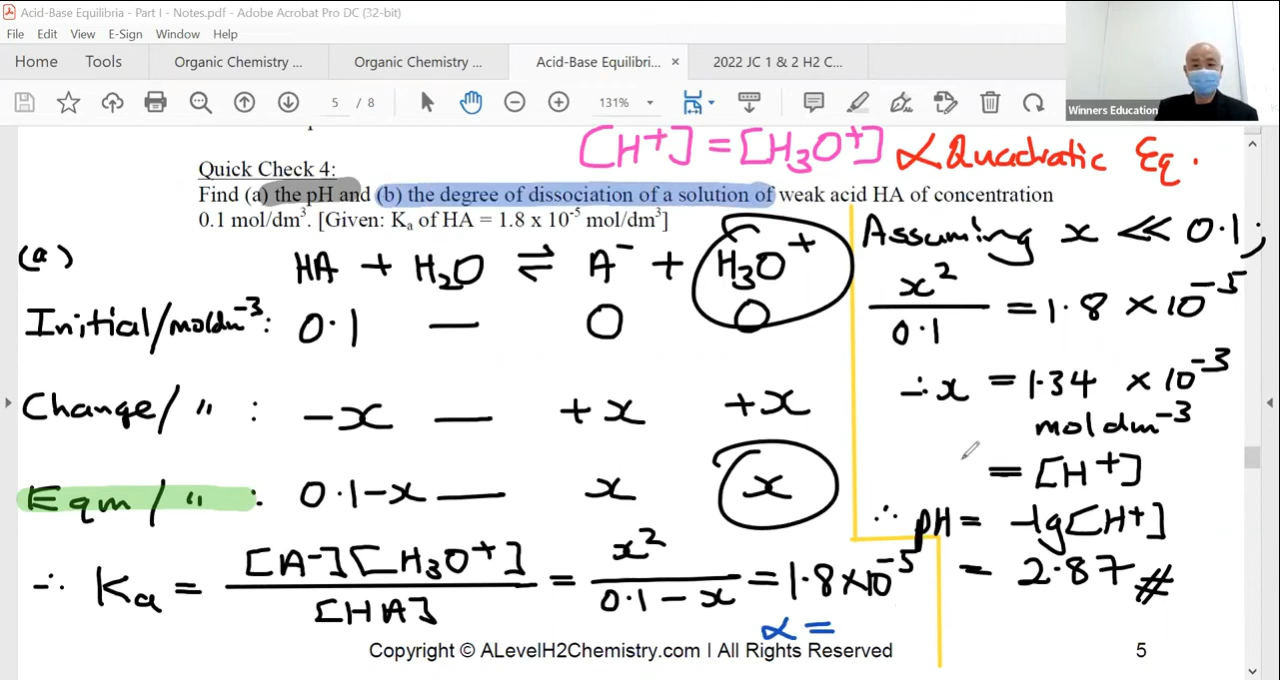 Acid-Base Equilibria - Part I - Notes.pdf - Adobe Acrobat Pro DC (32-bit)
File Edit View E-Sign Window Help
Home Tools Organic Chemistry ... Organic Chemistry ... Acid-Base Equilibri... × 2022 JC 1 & 2 H2 C...
5 / 8 131%
Winners Education
[H⁺] = [H₃O⁺] α Quadratic Eq.
Quick Check 4:
Find (a) the pH and (b) the degree of dissociation of a solution of weak acid HA of concentration
0.1 mol/dm³. [Given: Kₐ of HA = 1.8 x 10⁻⁵ mol/dm³]
(a)
HA + H₂O ⇌ A⁻ + H₃O⁺
Initial/moldm⁻³: 0.1 — 0 0
Change/ " : -x — +x +x
Eqm/ " : 0.1-x — x x
∴ Ka = [A⁻][H₃O⁺] / [HA] = x² / 0.1-x = 1.8×10⁻⁵
α =
Assuming x << 0.1;
x² / 0.1 = 1.8 × 10⁻⁵
∴ x = 1.34 × 10⁻³
moldm⁻³
= [H⁺]
∴ pH = -lg[H⁺]
= 2.87 #
Copyright © ALevelH2Chemistry.com I All Rights Reserved 5